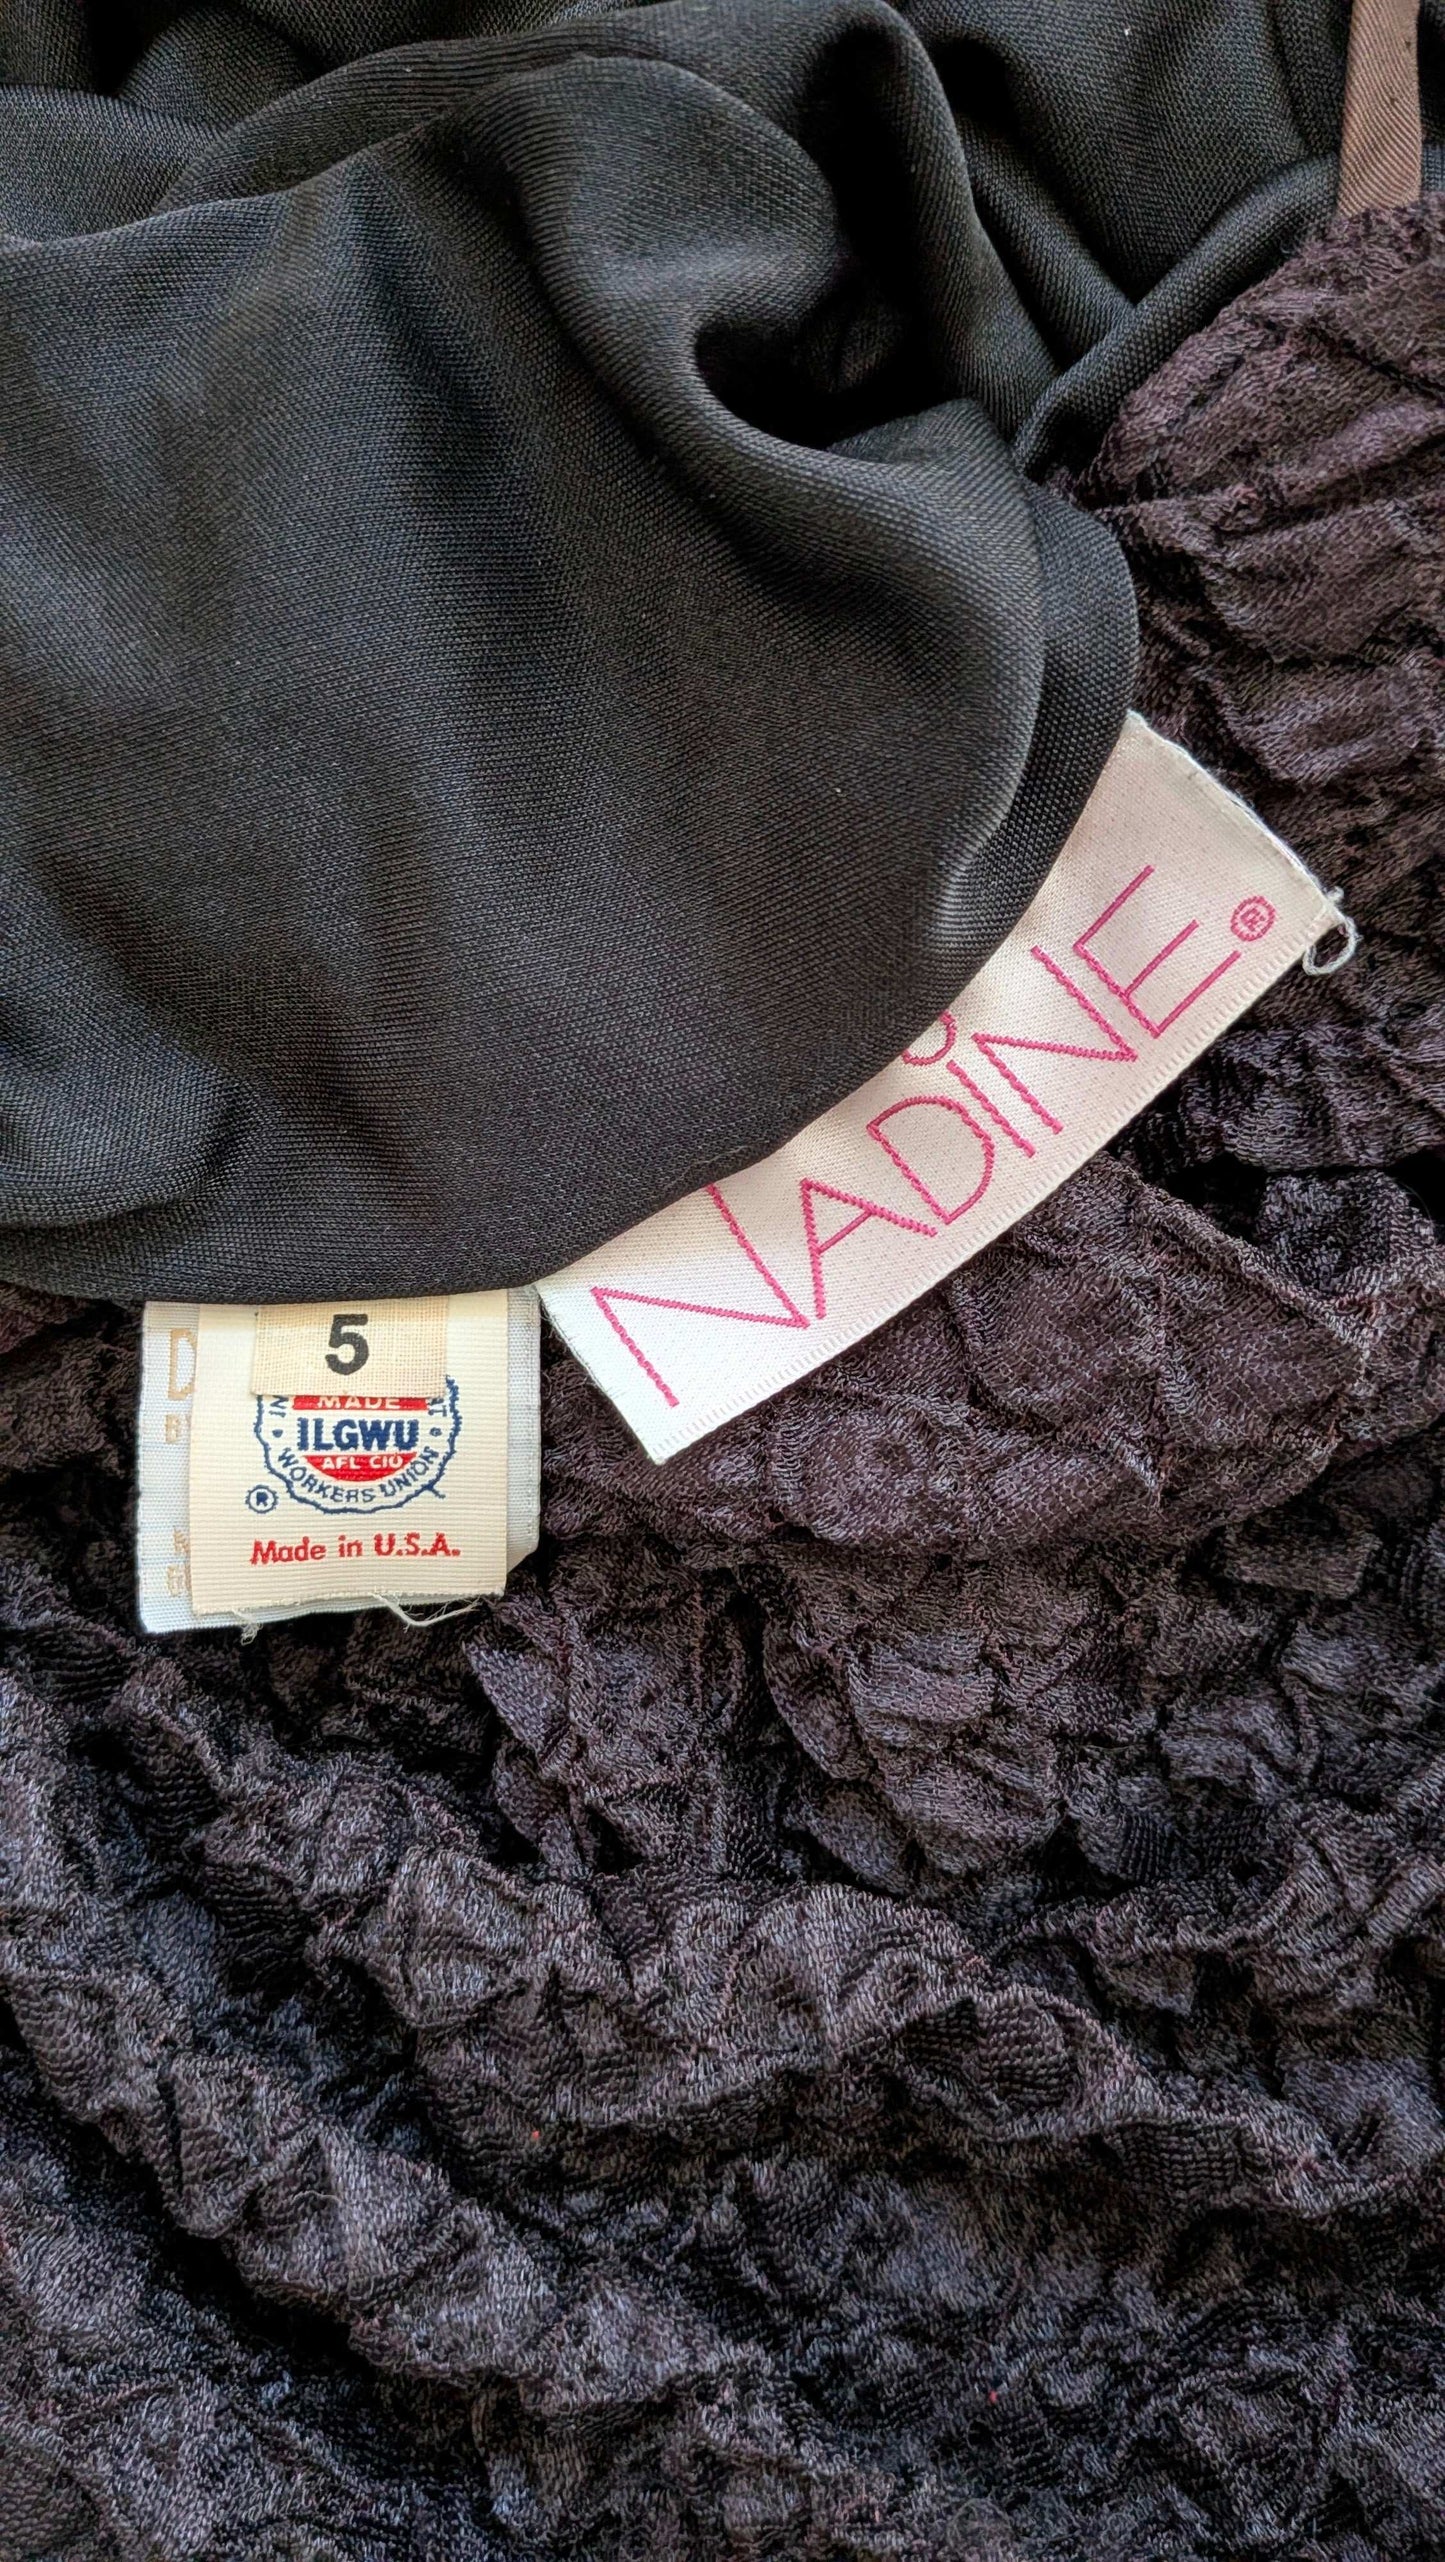 NADINE®
5
MADE
ILGWU
AFL CIO
WORKERS UNION
®
Made in U.S.A.
D